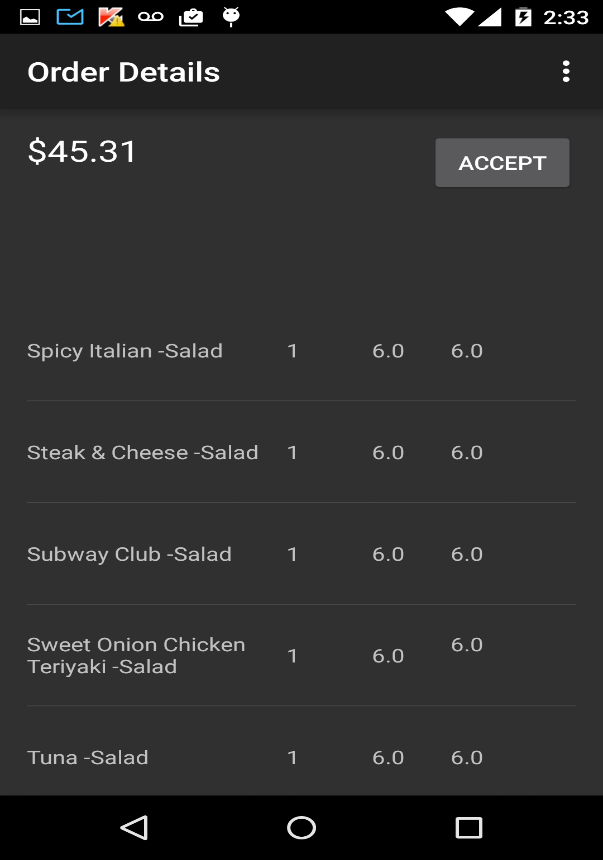 2:33
Order Details
$45.31
ACCEPT
Spicy Italian -Salad 1 6.0 6.0
Steak & Cheese -Salad 1 6.0 6.0
Subway Club -Salad 1 6.0 6.0
Sweet Onion Chicken
Teriyaki -Salad 1 6.0 6.0
Tuna -Salad 1 6.0 6.0